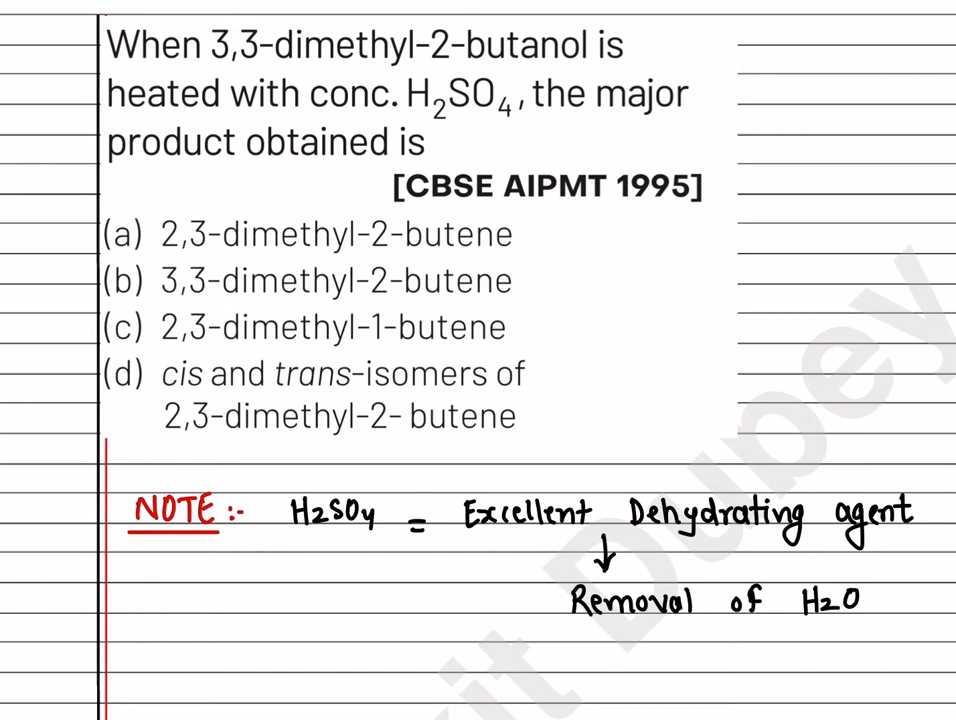 When 3,3-dimethyl-2-butanol is
heated with conc. H₂SO₄, the major
product obtained is
[CBSE AIPMT 1995]
(a) 2,3-dimethyl-2-butene
(b) 3,3-dimethyl-2-butene
(c) 2,3-dimethyl-1-butene
(d) cis and trans-isomers of
2,3-dimethyl-2- butene
NOTE :- H₂SO₄ = Excellent Dehydrating agent
↓
Removal of H₂O
Dubey